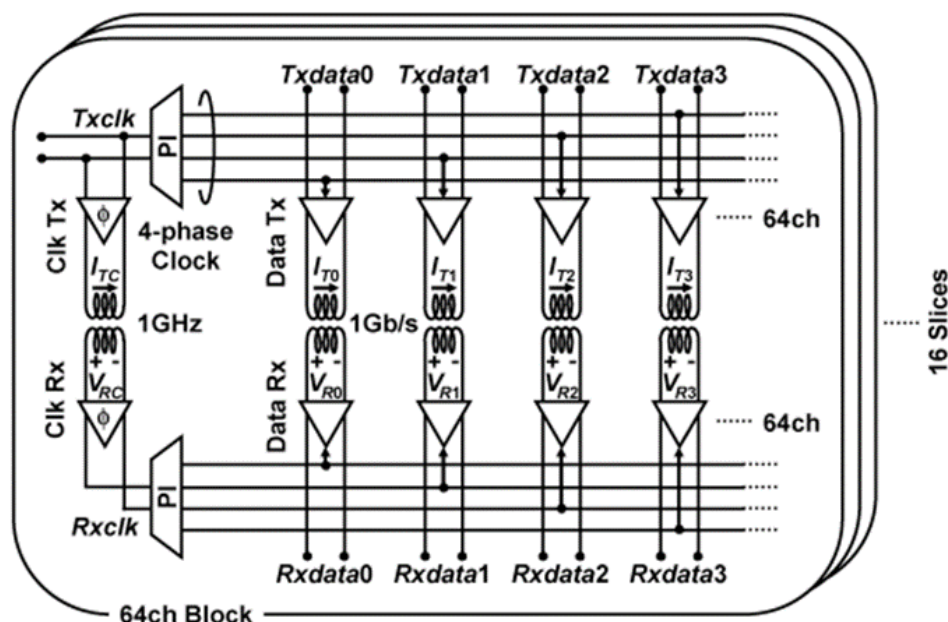 Txdata0 Txdata1 Txdata2 Txdata3
Txclk
PI
Clk Tx
ϕ
4-phase
Clock
Data Tx
64ch
ITC
IT0
IT1
IT2
IT3
1GHz
1Gb/s
16 Slices
+ -
VRC
+ -
VR0
+ -
VR1
+ -
VR2
+ -
VR3
Clk Rx
ϕ
Data Rx
64ch
PI
Rxclk
Rxdata0 Rxdata1 Rxdata2 Rxdata3
64ch Block